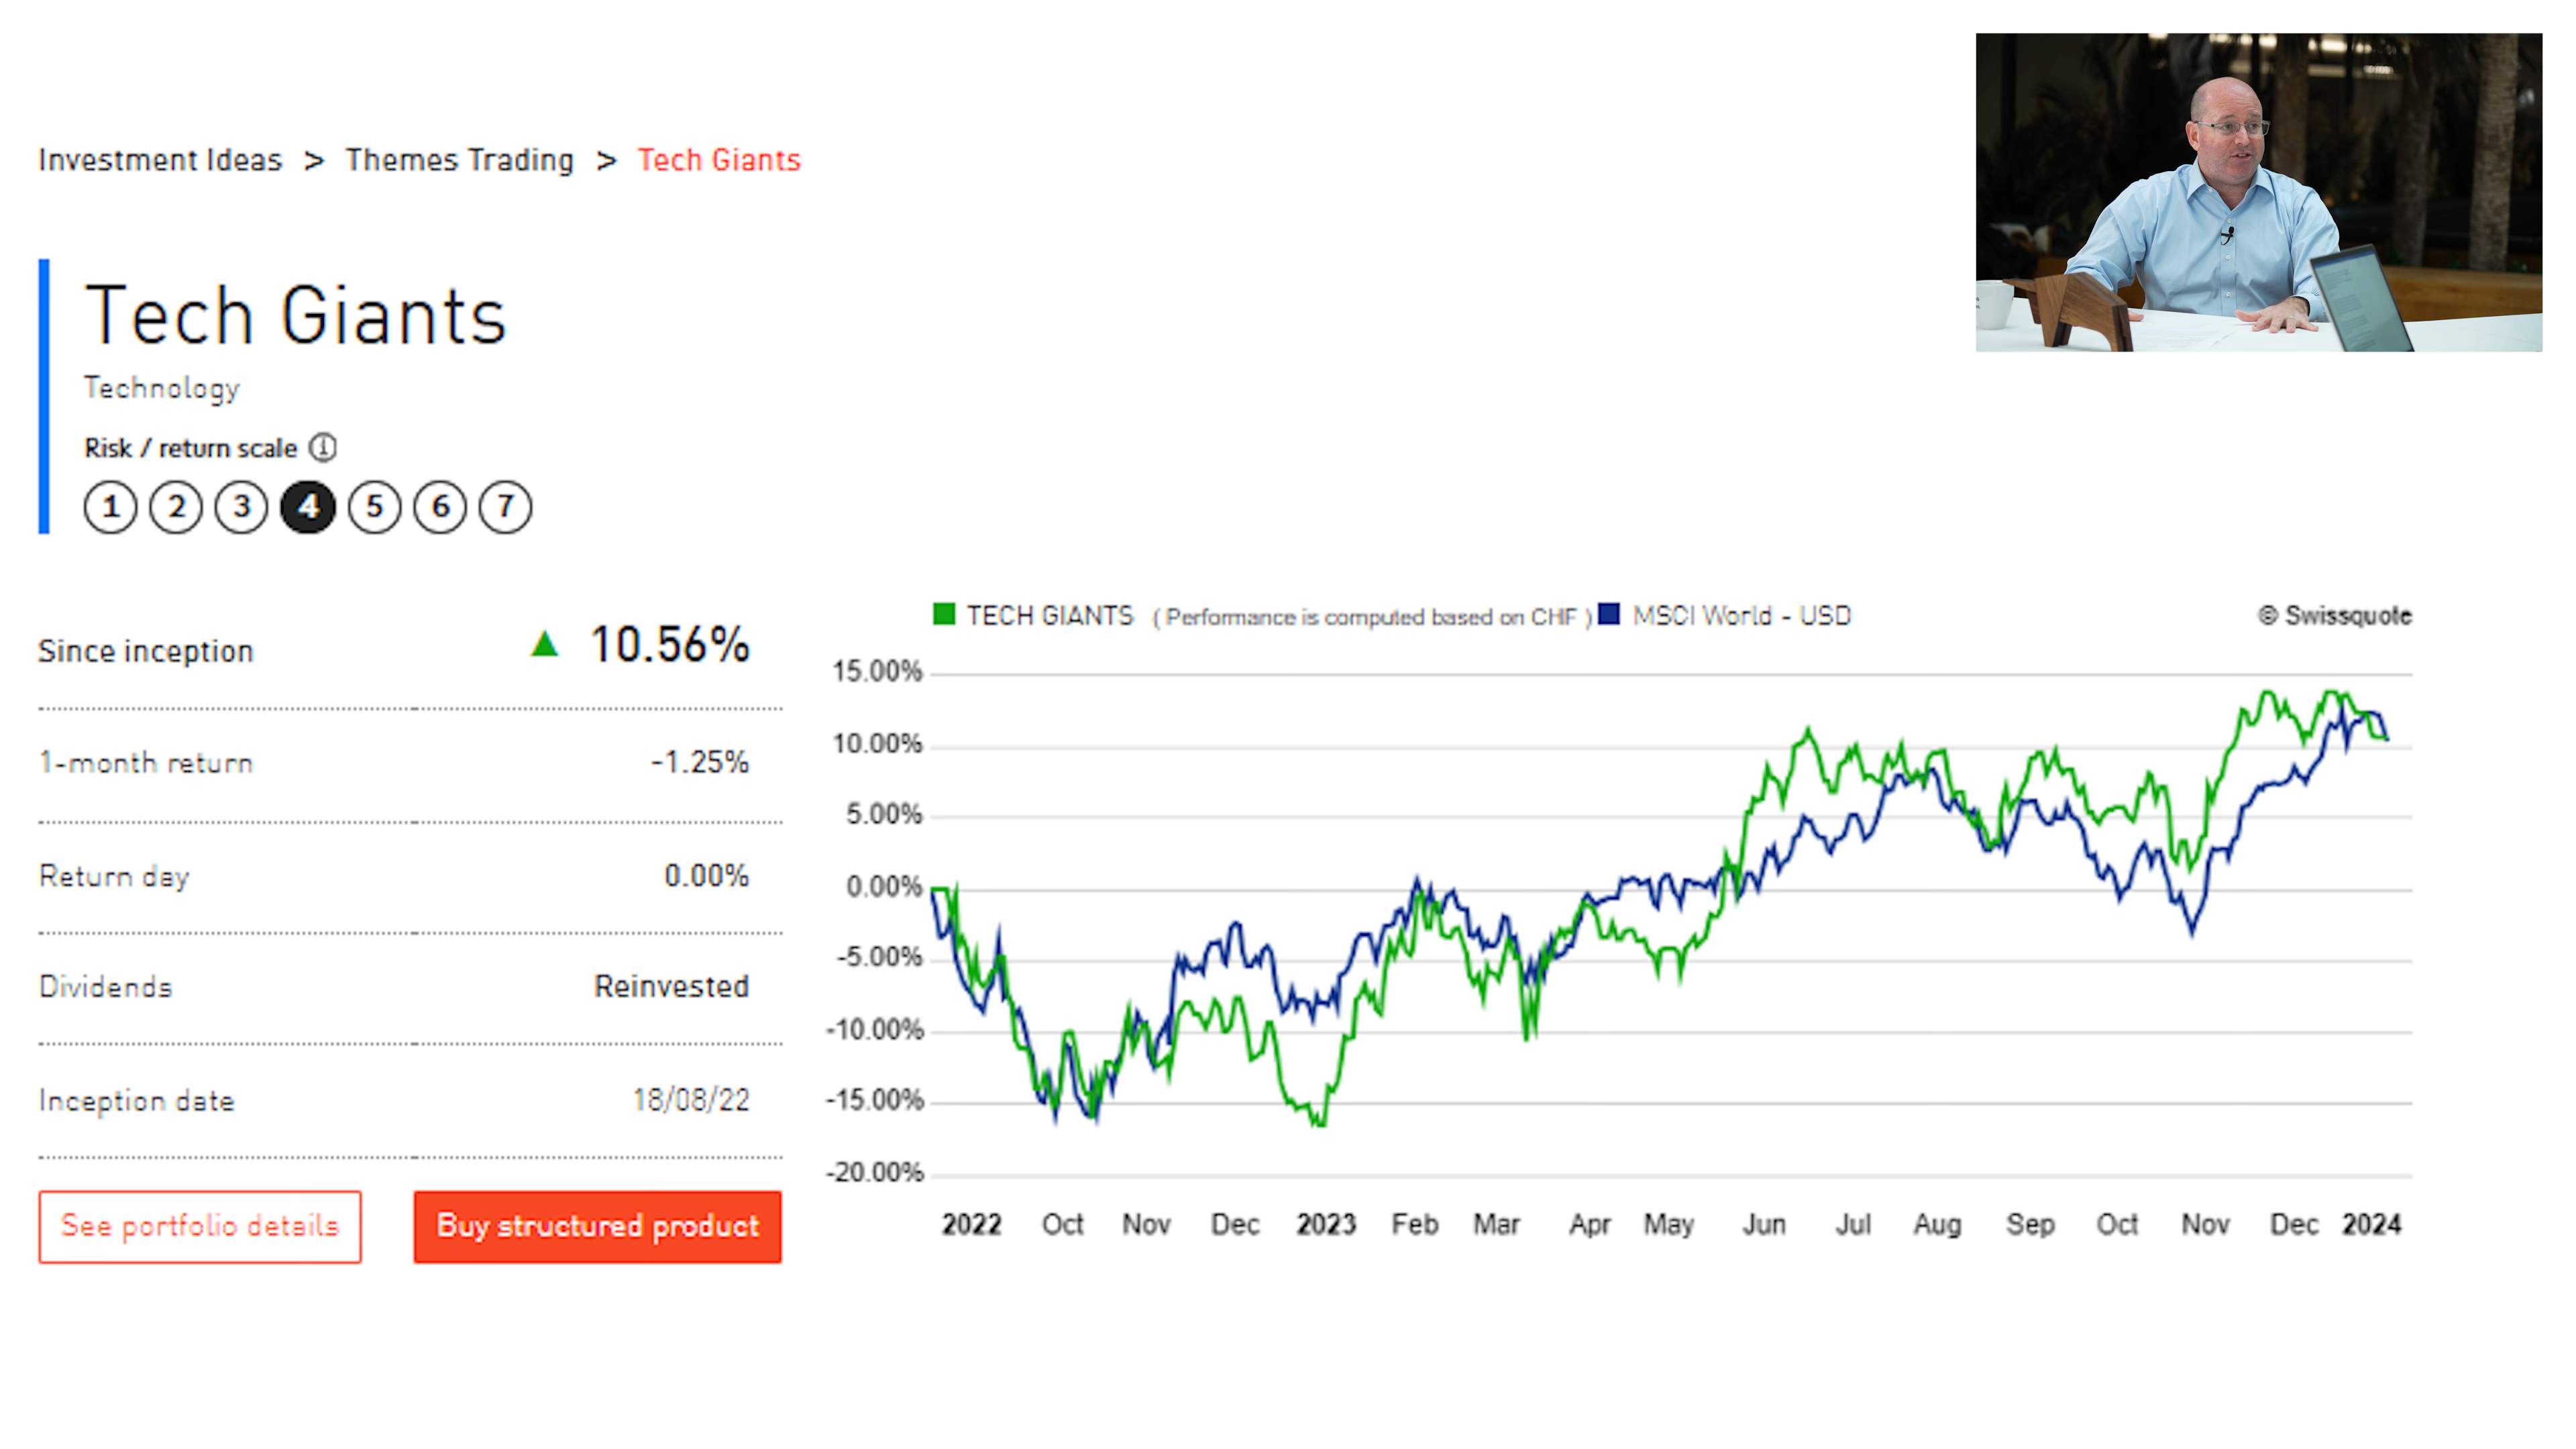 Investment Ideas > Themes Trading > Tech Giants
Tech Giants
Technology
Risk / return scale
1 2 3 4 5 6 7
Since inception ▲ 10.56%
1-month return -1.25%
Return day 0.00%
Dividends Reinvested
Inception date 18/08/22
See portfolio details Buy structured product
TECH GIANTS ( Performance is computed based on CHF ) MSCI World - USD © Swissquote
15.00%
10.00%
5.00%
0.00%
-5.00%
-10.00%
-15.00%
-20.00%
2022 Oct Nov Dec 2023 Feb Mar Apr May Jun Jul Aug Sep Oct Nov Dec 2024